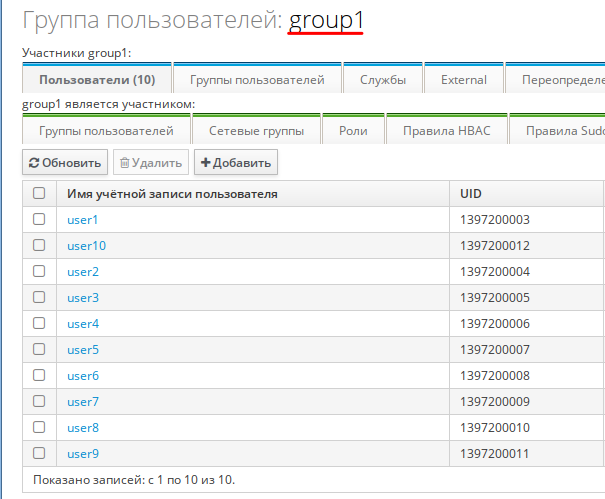 Группа пользователей: group1
Участники group1:
Пользователи (10) Группы пользователей Службы External Переопределе
group1 является участником:
Группы пользователей Сетевые группы Роли Правила HBAC Правила Sudo
Обновить Удалить Добавить
Имя учётной записи пользователя UID
user1 1397200003
user10 1397200012
user2 1397200004
user3 1397200005
user4 1397200006
user5 1397200007
user6 1397200008
user7 1397200009
user8 1397200010
user9 1397200011
Показано записей: с 1 по 10 из 10.